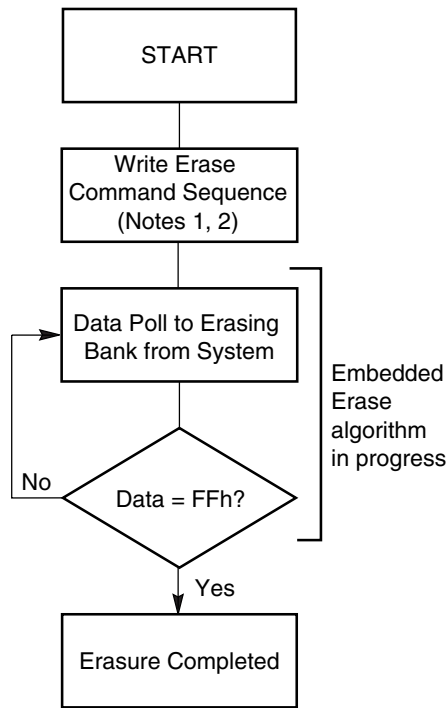 START
Write Erase
Command Sequence
(Notes 1, 2)
Data Poll to Erasing
Bank from System
Embedded
Erase
algorithm
in progress
No
Data = FFh?
Yes
Erasure Completed